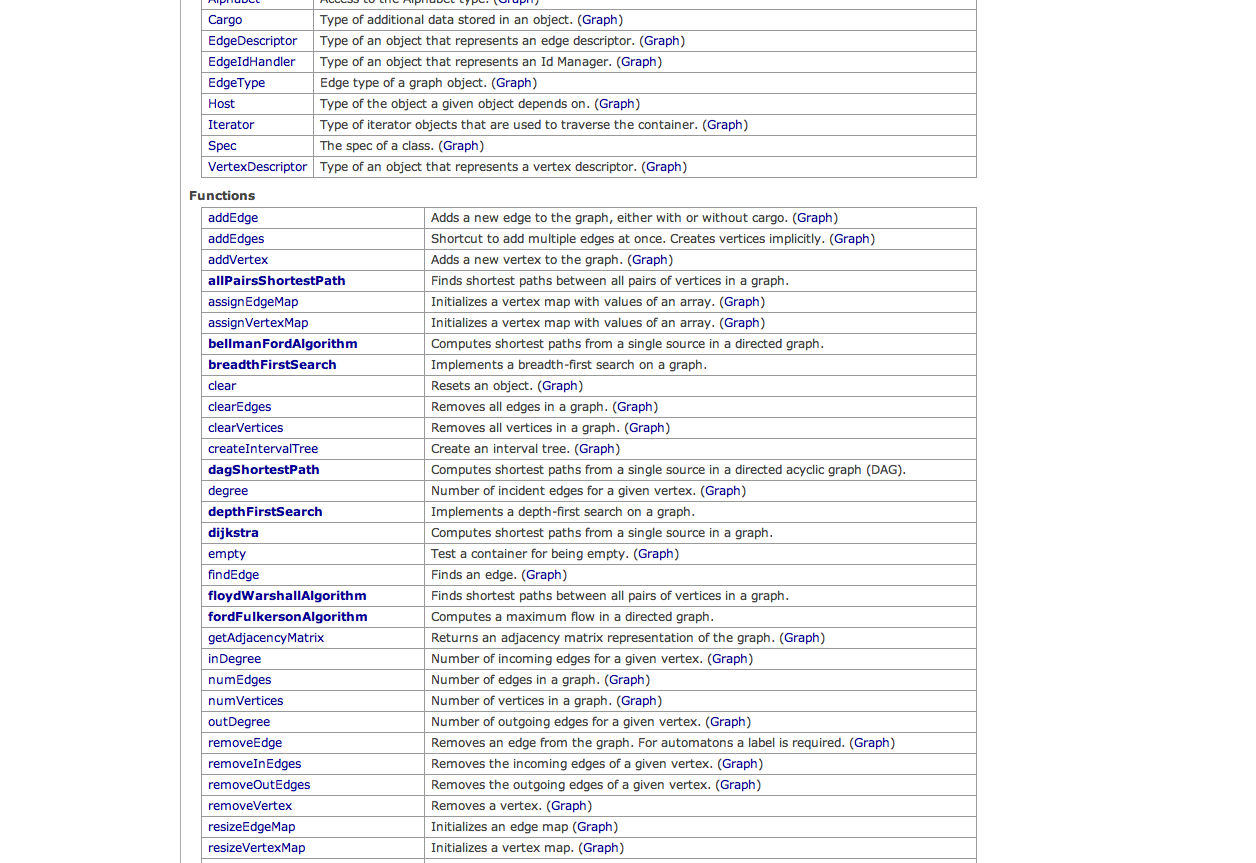 Alphabet Access to the Alphabet type. (Graph)
Cargo Type of additional data stored in an object. (Graph)
EdgeDescriptor Type of an object that represents an edge descriptor. (Graph)
EdgeIdHandler Type of an object that represents an Id Manager. (Graph)
EdgeType Edge type of a graph object. (Graph)
Host Type of the object a given object depends on. (Graph)
Iterator Type of iterator objects that are used to traverse the container. (Graph)
Spec The spec of a class. (Graph)
VertexDescriptor Type of an object that represents a vertex descriptor. (Graph)
Functions
addEdge Adds a new edge to the graph, either with or without cargo. (Graph)
addEdges Shortcut to add multiple edges at once. Creates vertices implicitly. (Graph)
addVertex Adds a new vertex to the graph. (Graph)
allPairsShortestPath Finds shortest paths between all pairs of vertices in a graph.
assignEdgeMap Initializes a vertex map with values of an array. (Graph)
assignVertexMap Initializes a vertex map with values of an array. (Graph)
bellmanFordAlgorithm Computes shortest paths from a single source in a directed graph.
breadthFirstSearch Implements a breadth-first search on a graph.
clear Resets an object. (Graph)
clearEdges Removes all edges in a graph. (Graph)
clearVertices Removes all vertices in a graph. (Graph)
createIntervalTree Create an interval tree. (Graph)
dagShortestPath Computes shortest paths from a single source in a directed acyclic graph (DAG).
degree Number of incident edges for a given vertex. (Graph)
depthFirstSearch Implements a depth-first search on a graph.
dijkstra Computes shortest paths from a single source in a graph.
empty Test a container for being empty. (Graph)
findEdge Finds an edge. (Graph)
floydWarshallAlgorithm Finds shortest paths between all pairs of vertices in a graph.
fordFulkersonAlgorithm Computes a maximum flow in a directed graph.
getAdjacencyMatrix Returns an adjacency matrix representation of the graph. (Graph)
inDegree Number of incoming edges for a given vertex. (Graph)
numEdges Number of edges in a graph. (Graph)
numVertices Number of vertices in a graph. (Graph)
outDegree Number of outgoing edges for a given vertex. (Graph)
removeEdge Removes an edge from the graph. For automatons a label is required. (Graph)
removeInEdges Removes the incoming edges of a given vertex. (Graph)
removeOutEdges Removes the outgoing edges of a given vertex. (Graph)
removeVertex Removes a vertex. (Graph)
resizeEdgeMap Initializes an edge map (Graph)
resizeVertexMap Initializes a vertex map. (Graph)